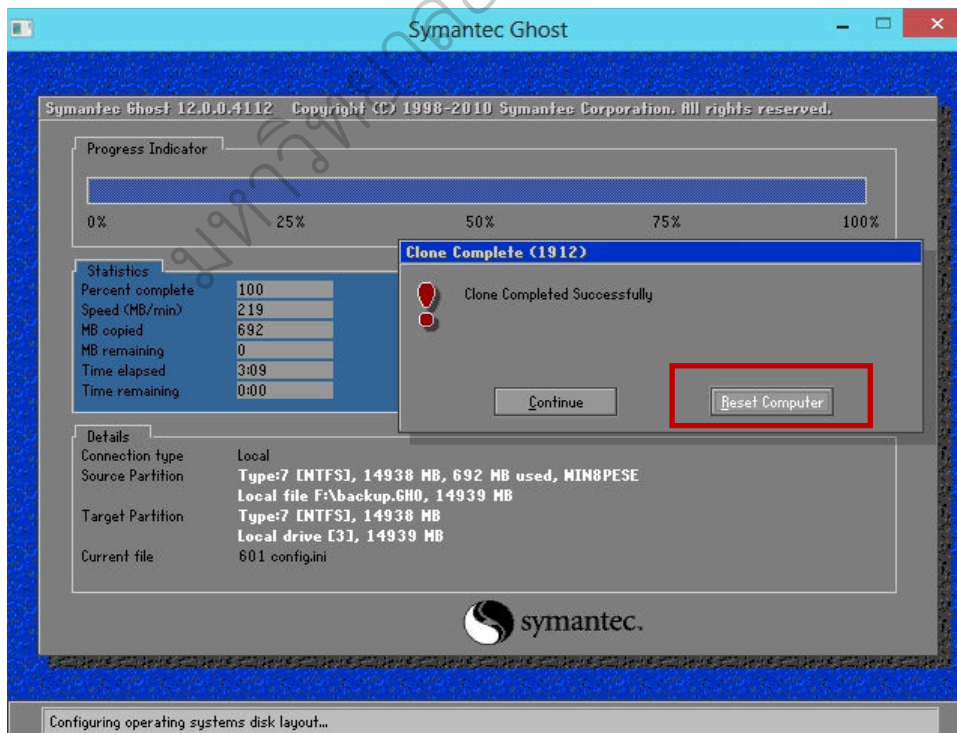 Symantec Ghost
Symantec Ghost 12.0.0.4112 Copyright (C) 1998-2010 Symantec Corporation. All rights reserved.
Progress Indicator
0% 25% 50% 75% 100%
Clone Complete (1912)
Clone Completed Successfully
Continue Reset Computer
Statistics
Percent complete 100
Speed (MB/min) 219
MB copied 692
MB remaining 0
Time elapsed 3:09
Time remaining 0:00
Details
Connection type Local
Source Partition Type:7 [NTFS], 14938 MB, 692 MB used, WIN8PESE
Local file F:\backup.GHO, 14939 MB
Target Partition Type:7 [NTFS], 14938 MB
Local drive [3], 14939 MB
Current file 601 config.ini
symantec.
Configuring operating systems disk layout...